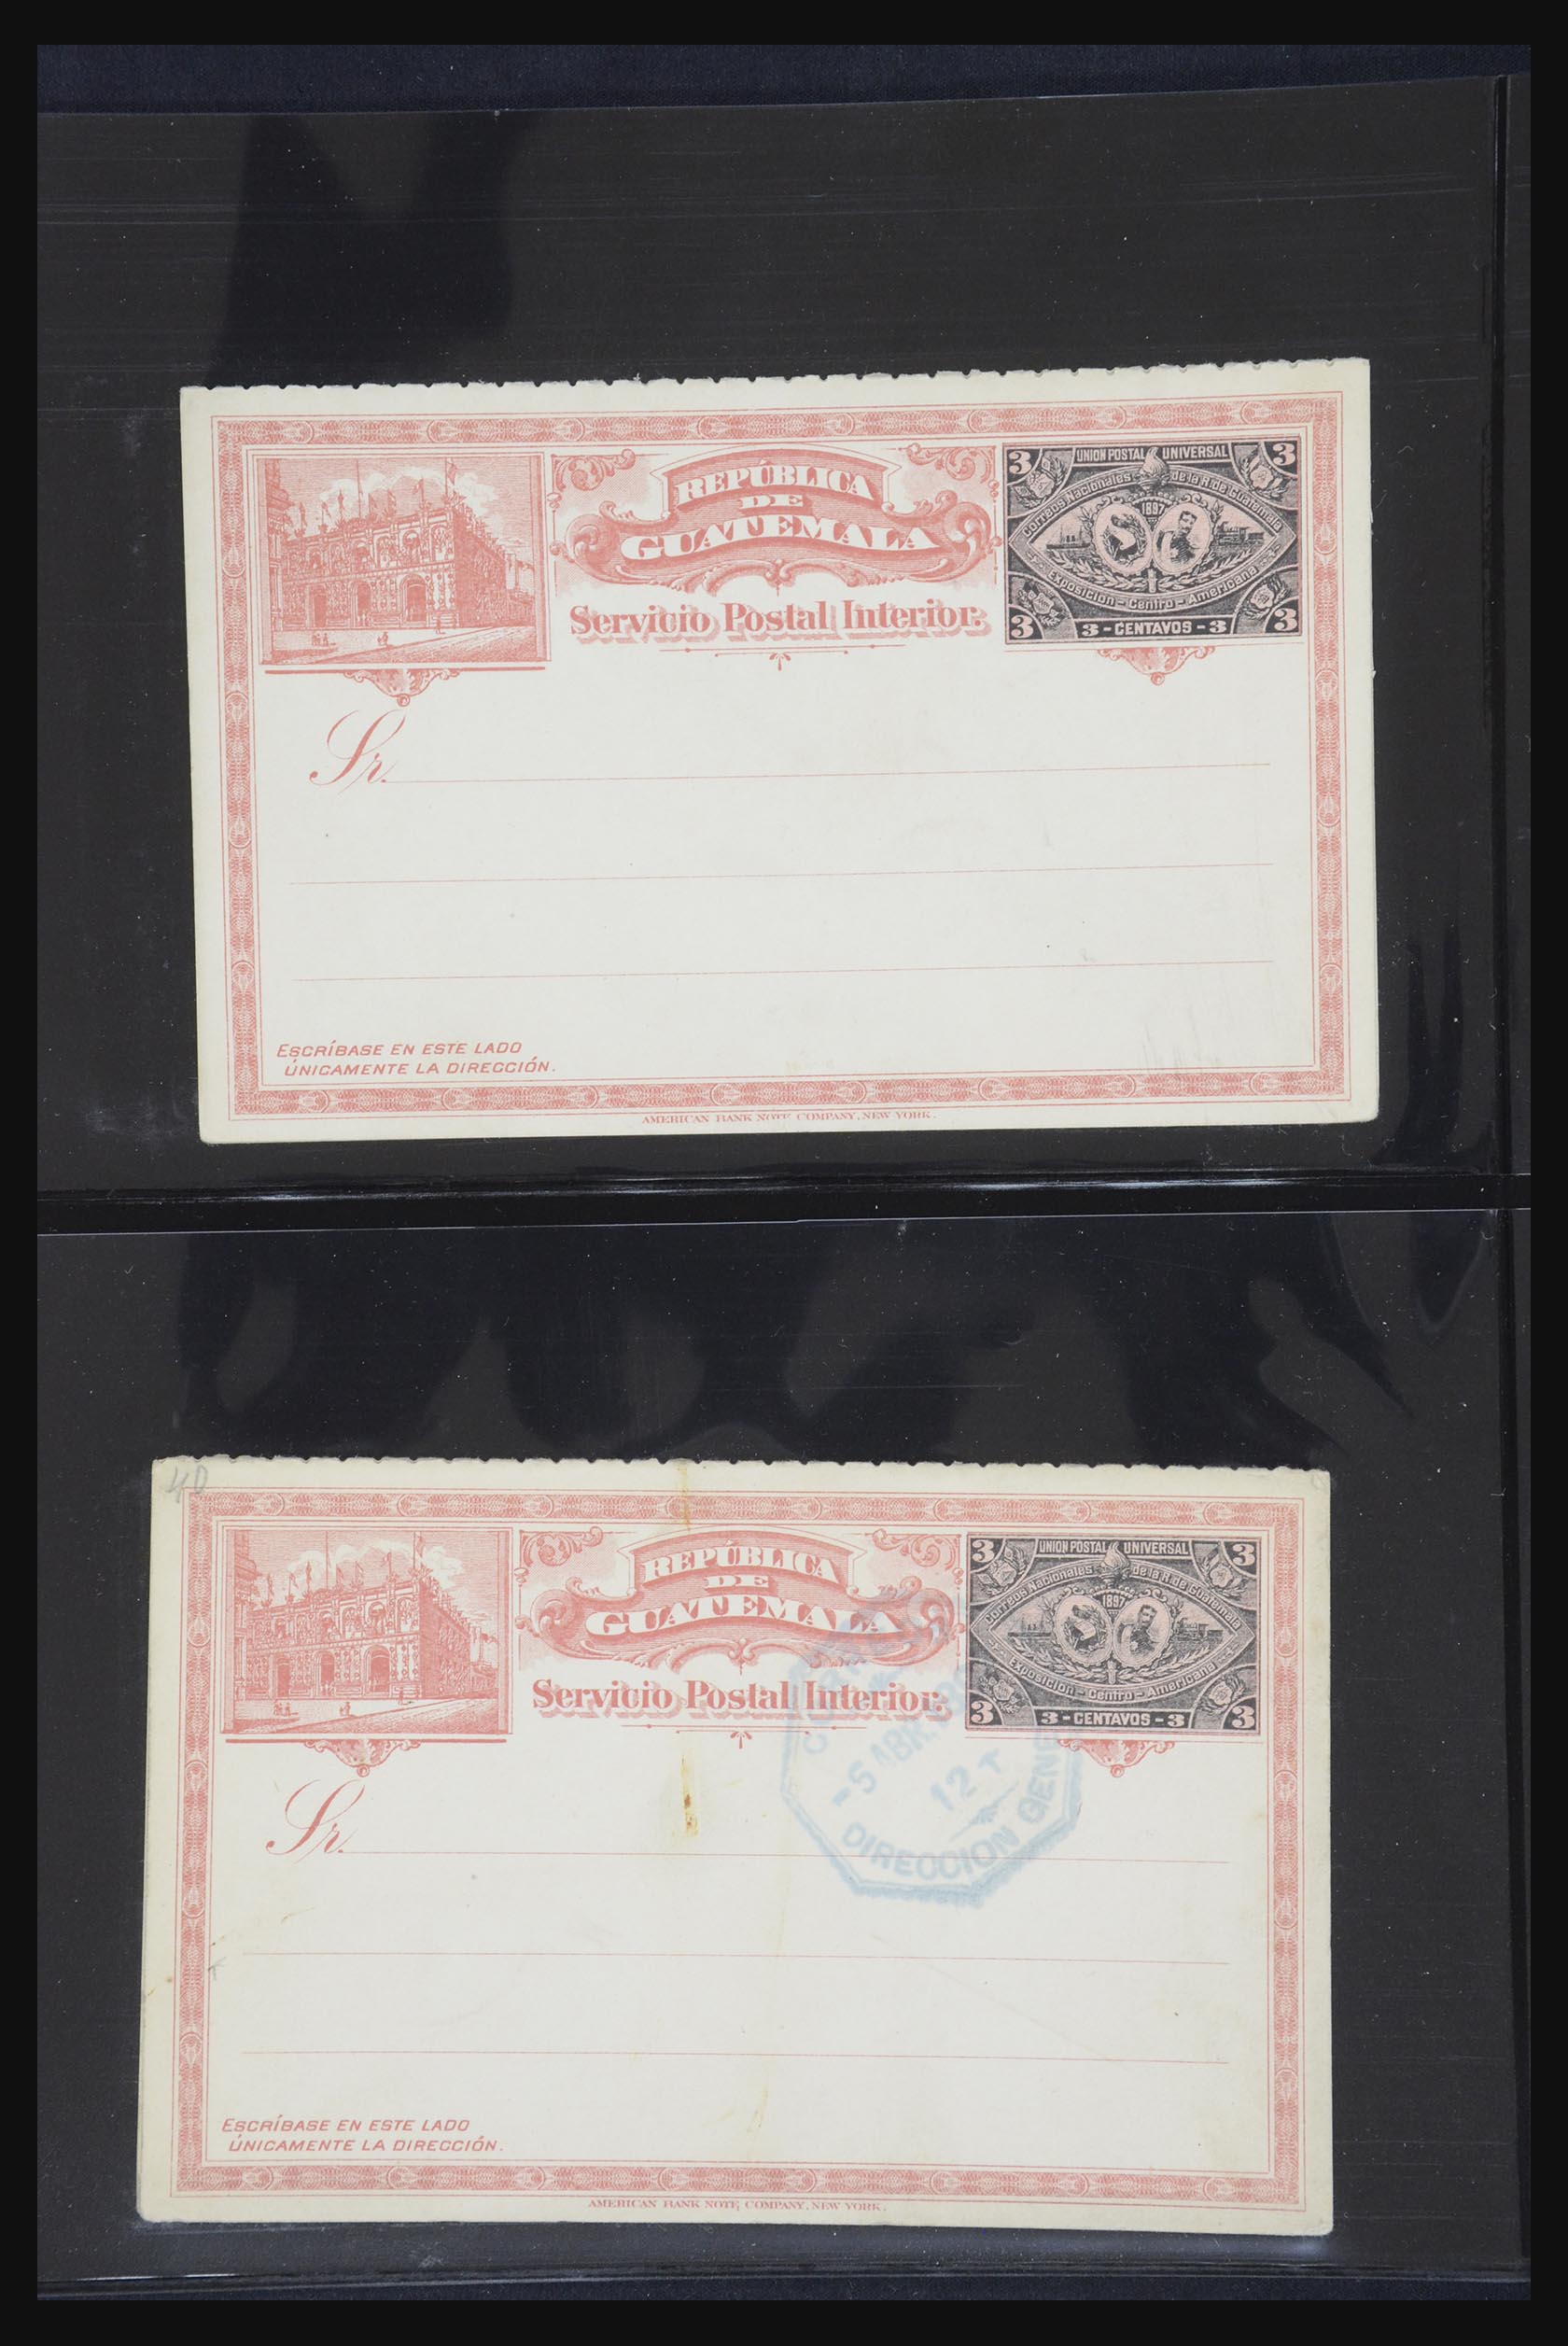 REPÚBLICA
DE
GUATEMALA
Servicio Postal Interior.
3 UNION POSTAL UNIVERSAL 3
Correos Nacionales de la R. de Guatemala
1897
Exposicion - Centro - Americana
3 3 - CENTAVOS - 3 3
Sr.
ESCRÍBASE EN ESTE LADO
ÚNICAMENTE LA DIRECCIÓN.
AMERICAN BANK NOTE COMPANY, NEW YORK.
40
REPÚBLICA
DE
GUATEMALA
Servicio Postal Interior.
3 UNION POSTAL UNIVERSAL 3
Correos Nacionales de la R. de Guatemala
1897
Exposicion - Centro - Americana
3 3 - CENTAVOS - 3 3
-5 ABR
12 T
DIRECCION GENL
Sr.
ESCRÍBASE EN ESTE LADO
ÚNICAMENTE LA DIRECCIÓN.
AMERICAN BANK NOTE COMPANY, NEW YORK.